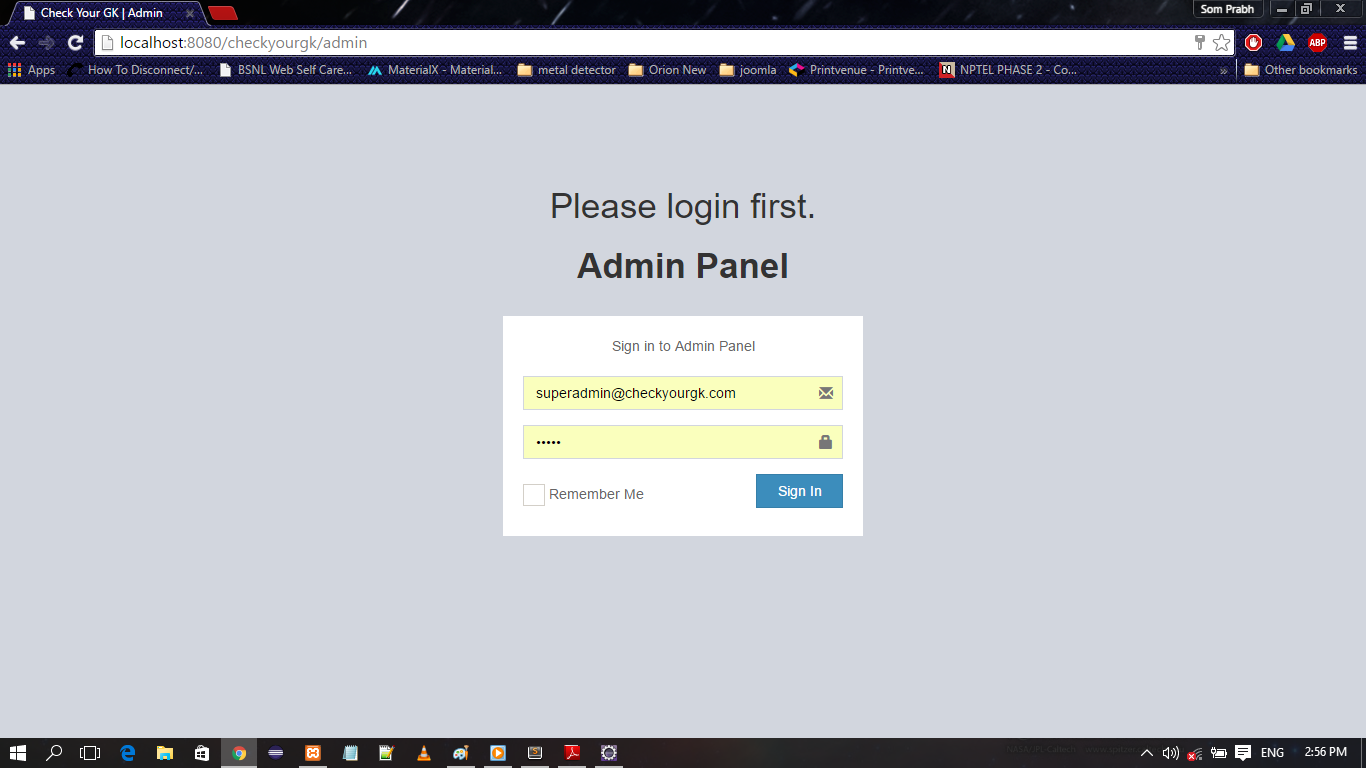 Check Your GK | Admin
Som Prabh
localhost:8080/checkyourgk/admin
ABP
Apps
How To Disconnect/...
BSNL Web Self Care...
MaterialX - Material...
metal detector
Orion New
joomla
Printvenue - Printve...
N
NPTEL PHASE 2 - Co...
»
Other bookmarks
Please login first.
Admin Panel
Sign in to Admin Panel
superadmin@checkyourgk.com
•••••
Remember Me
Sign In
ENG
2:56 PM